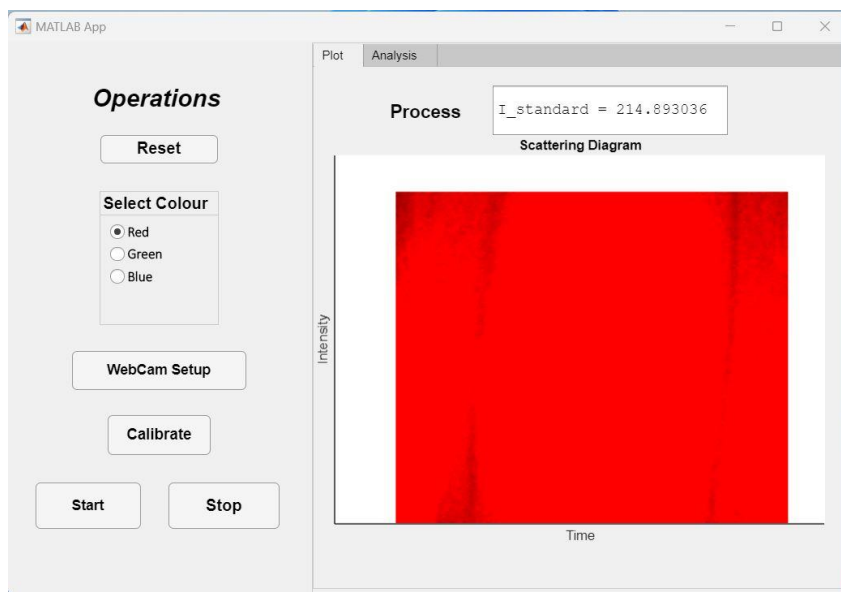 MATLAB App
Operations
Reset
Select Colour
Red
Green
Blue
WebCam Setup
Calibrate
Start
Stop
Plot
Analysis
Process
I_standard = 214.893036
Scattering Diagram
Intensity
Time